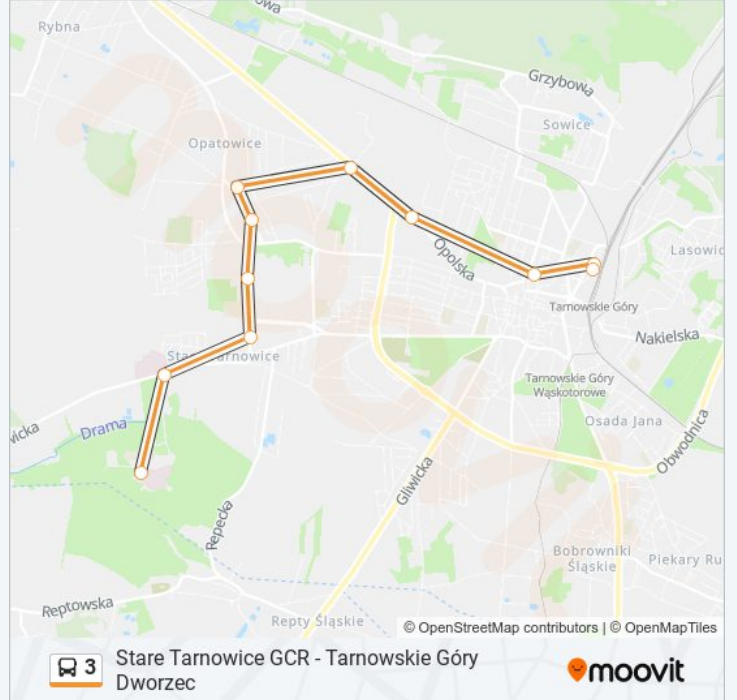 owa
Rybna
Grzybowa
Sowice
Opatowice
Lasowic
Opolska
Tarnowskie Góry
Nakielska
Stare Tarnowice
Tarnowskie Góry
Wąskotorowe
Osada Jana
wicka
Drama
Obwodnica
Gliwicka
Repecka
Bobrowniki
Śląskie
Piekary Ru
Reptowska
Repty Śląskie
© OpenStreetMap contributors | © OpenMapTiles
3
Stare Tarnowice GCR - Tarnowskie Góry
Dworzec
moovit